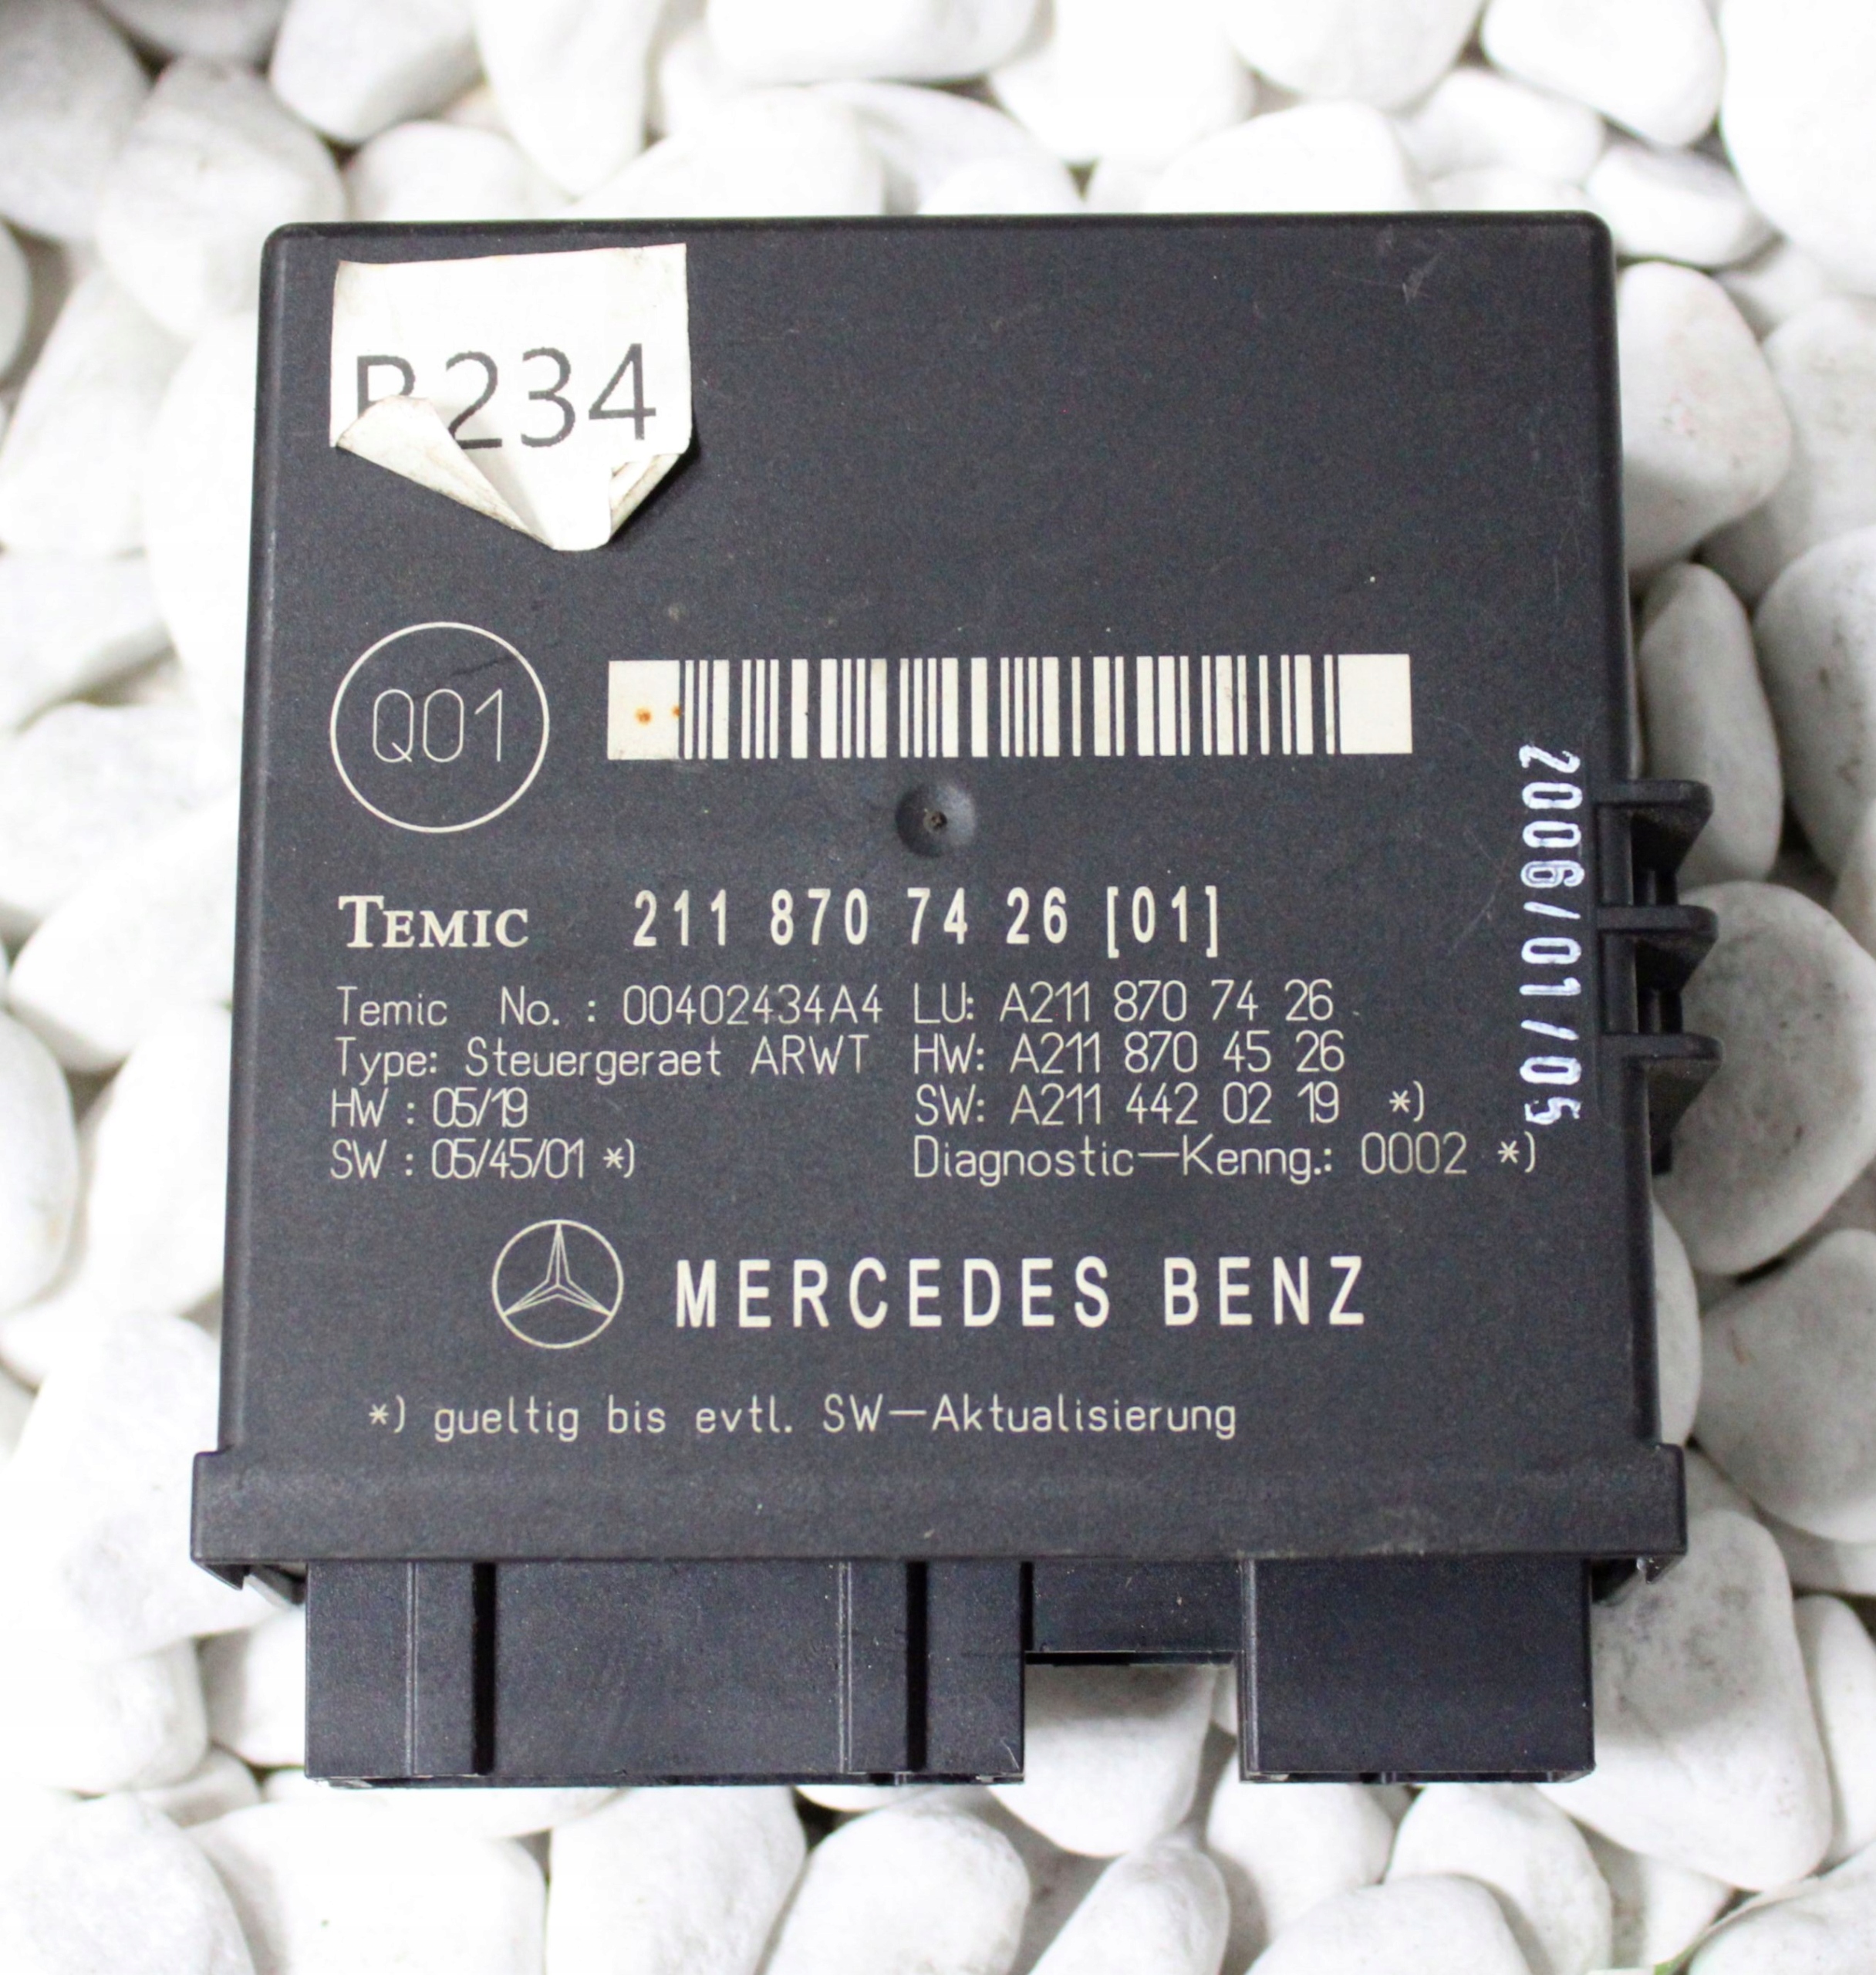 B234
Q01
TEMIC 211 870 74 26 [01]
Temic No. : 00402434A4 LU: A211 870 74 26
Type: Steuergeraet ARWT HW: A211 870 45 26
HW : 05/19 SW: A211 442 02 19 *)
SW : 05/45/01 *) Diagnostic-Kenng.: 0002 *)
MERCEDES BENZ
*) gueltig bis evtl. SW-Aktualisierung
2006/01/05